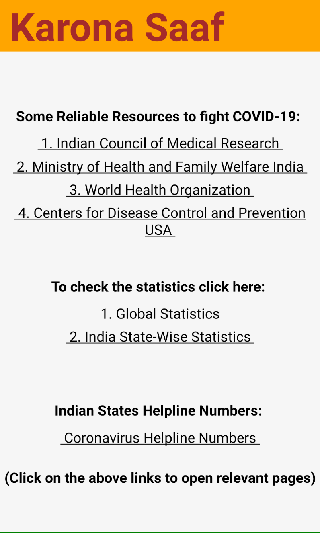 Karona Saaf
Some Reliable Resources to fight COVID-19:
1. Indian Council of Medical Research
2. Ministry of Health and Family Welfare India
3. World Health Organization
4. Centers for Disease Control and Prevention
USA
To check the statistics click here:
1. Global Statistics
2. India State-Wise Statistics
Indian States Helpline Numbers:
Coronavirus Helpline Numbers
(Click on the above links to open relevant pages)